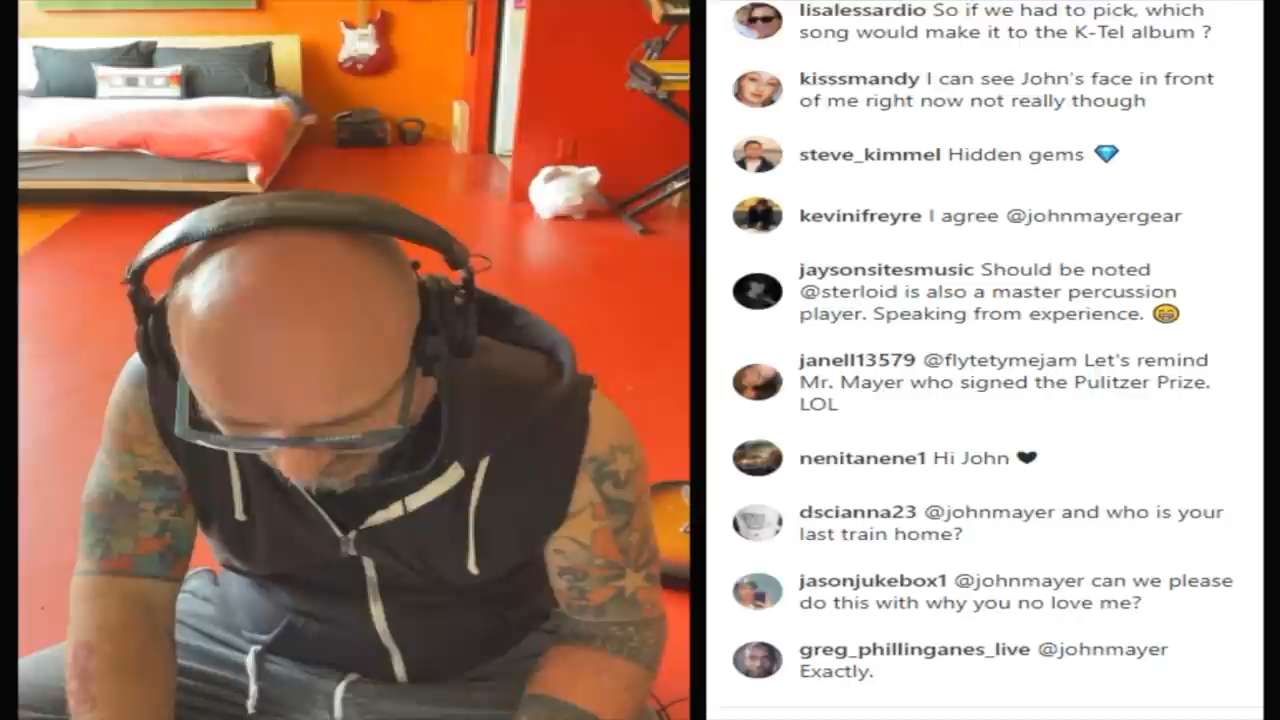 lisalessardio So if we had to pick, which
song would make it to the K-Tel album ?
kisssmandy I can see John's face in front
of me right now not really though
steve_kimmel Hidden gems 💎
kevinifreyre I agree @johnmayergear
jaysonsitesmusic Should be noted
@sterloid is also a master percussion
player. Speaking from experience. 😁
janell13579 @flytetymejam Let's remind
Mr. Mayer who signed the Pulitzer Prize.
LOL
nenitanene1 Hi John 🖤
dscianna23 @johnmayer and who is your
last train home?
jasonjukebox1 @johnmayer can we please
do this with why you no love me?
greg_phillinganes_live @johnmayer
Exactly.